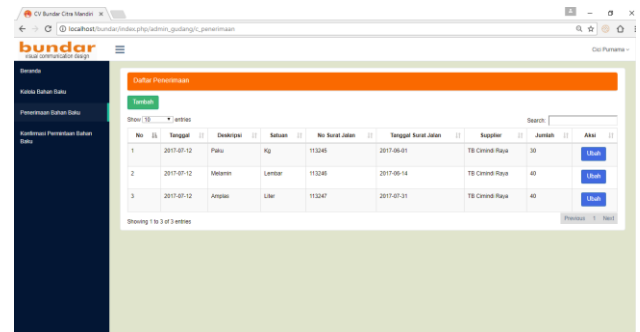 CV Bundar Citra Mandiri
localhost/bundar/index.php/admin_gudang/c_penerimaan
bundar
visual communication design
Cici Purnama
Beranda
Kelola Bahan Baku
Penerimaan Bahan Baku
Konfirmasi Permintaan Bahan Baku
Daftar Penerimaan
Tambah
Show 10 entries
Search:
No Tanggal Deskripsi Satuan No Surat Jalan Tanggal Surat Jalan Supplier Jumlah Aksi
1 2017-07-12 Paku Kg 113245 2017-06-01 TB Cimindi Raya 30 Ubah
2 2017-07-12 Melamin Lembar 113246 2017-06-14 TB Cimindi Raya 40 Ubah
3 2017-07-12 Amplas Liter 113247 2017-07-31 TB Cimindi Raya 40 Ubah
Showing 1 to 3 of 3 entries
Previous 1 Next